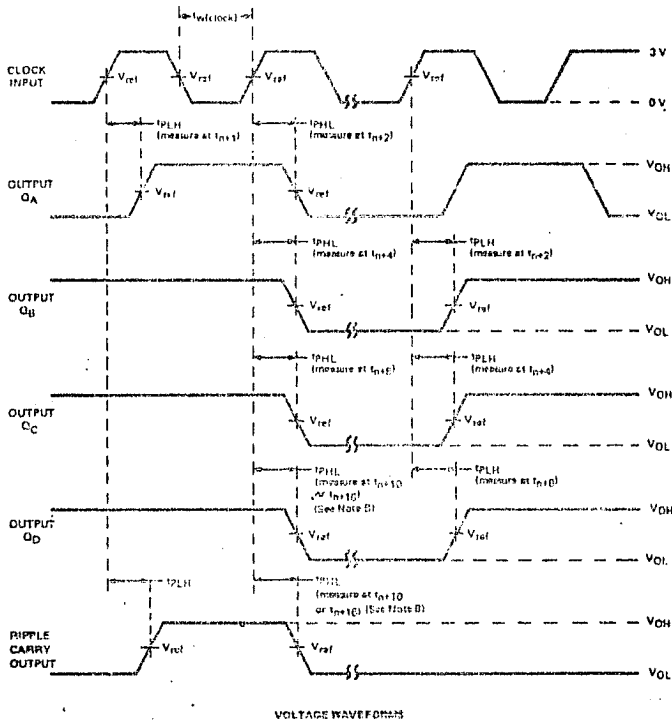 tw(clock)
3 V
CLOCK
INPUT
Vref
Vref
Vref
Vref
0 V
tPLH
(measure at tn+1)
tPHL
(measure at tn+2)
VOH
OUTPUT
QA
Vref
Vref
VOL
tPHL
(measure at tn+4)
tPLH
(measure at tn+2)
VOH
OUTPUT
QB
Vref
Vref
VOL
tPHL
tPLH
(measure at tn+4)
VOH
OUTPUT
QC
Vref
Vref
VOL
tPHL
(measure at tn+10
or tn+16)
(See Note B)
tPLH
(measure at tn+8)
VOH
OUTPUT
QD
Vref
Vref
VOL
tPLH
tPHL
(measure at tn+10
or tn+16) (See Note B)
VOH
RIPPLE
CARRY
OUTPUT
Vref
Vref
VOL
VOLTAGE WAVEFORMS